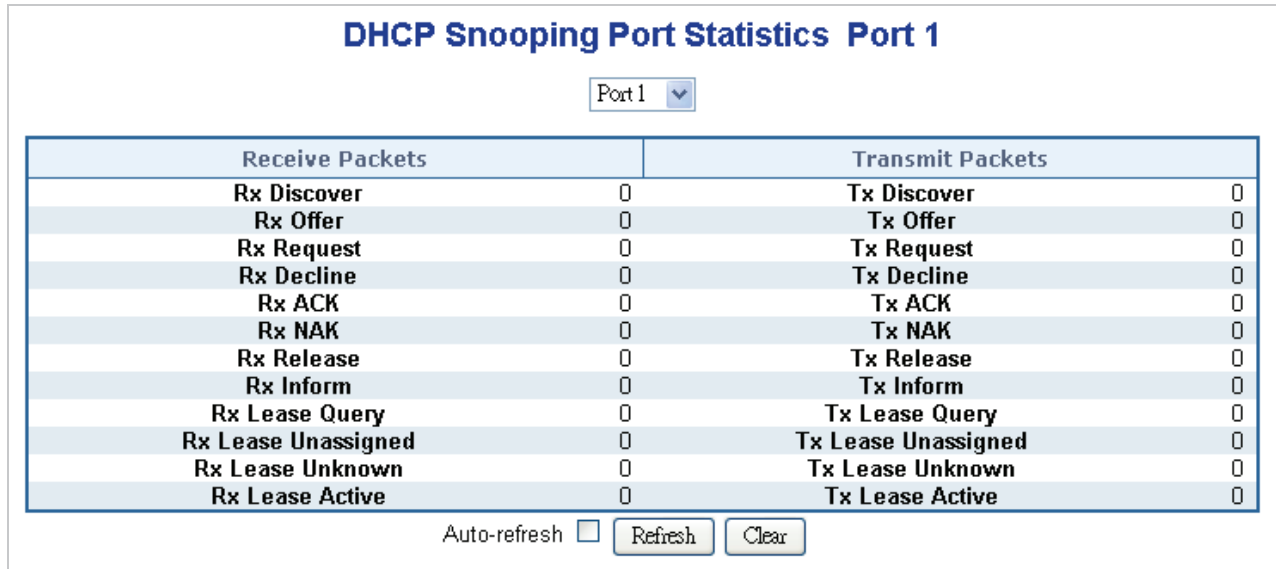 DHCP Snooping Port Statistics Port 1
Port 1
Receive Packets Transmit Packets
Rx Discover 0 Tx Discover 0
Rx Offer 0 Tx Offer 0
Rx Request 0 Tx Request 0
Rx Decline 0 Tx Decline 0
Rx ACK 0 Tx ACK 0
Rx NAK 0 Tx NAK 0
Rx Release 0 Tx Release 0
Rx Inform 0 Tx Inform 0
Rx Lease Query 0 Tx Lease Query 0
Rx Lease Unassigned 0 Tx Lease Unassigned 0
Rx Lease Unknown 0 Tx Lease Unknown 0
Rx Lease Active 0 Tx Lease Active 0
Auto-refresh Refresh Clear